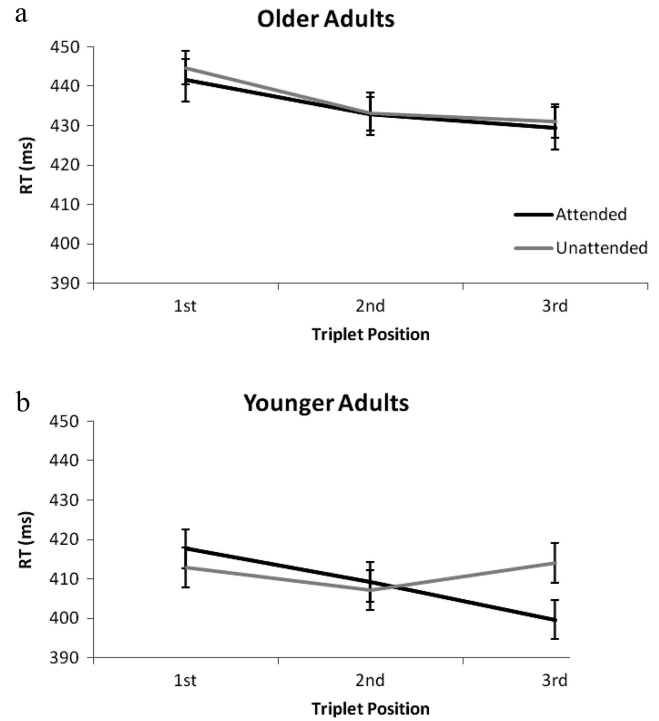 a
Older Adults
450
440
430
420
410
400
390
RT (ms)
Attended
Unattended
1st 2nd 3rd
Triplet Position
b
Younger Adults
450
440
430
420
410
400
390
RT (ms)
1st 2nd 3rd
Triplet Position